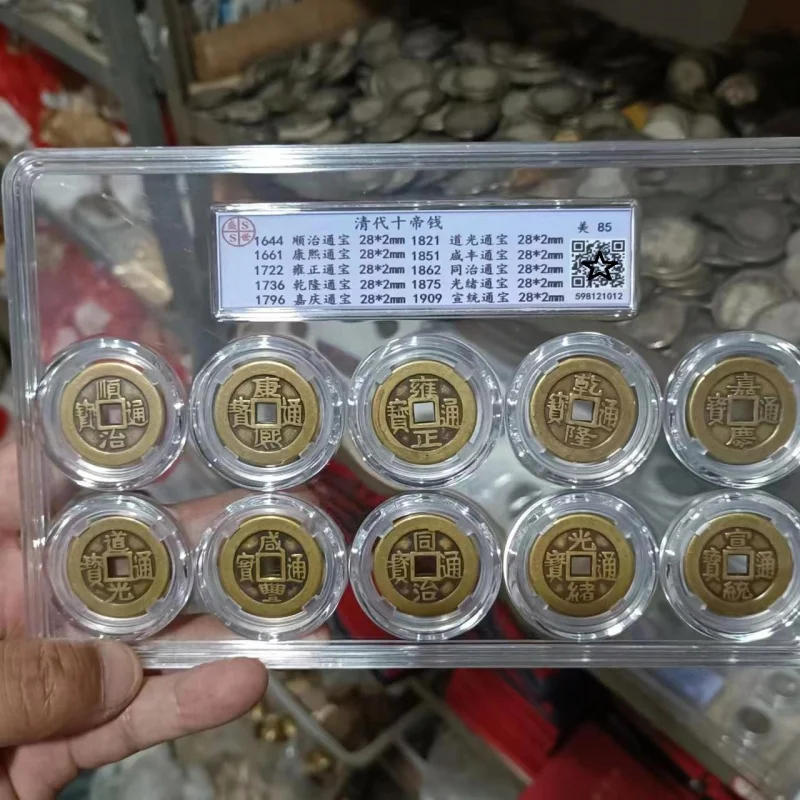 清代十帝钱
美 85
1644 顺治通宝 28*2mm 1821 道光通宝 28*2mm
1661 康熙通宝 28*2mm 1851 咸丰通宝 28*2mm
1722 雍正通宝 28*2mm 1862 同治通宝 28*2mm
1736 乾隆通宝 28*2mm 1875 光绪通宝 28*2mm
1796 嘉庆通宝 28*2mm 1909 宣统通宝 28*2mm
598121012
順治通寶
康熙通寶
雍正通寶
乾隆通寶
嘉慶通寶
道光通寶
咸豐通寶
同治通寶
光緒通寶
宣統通寶